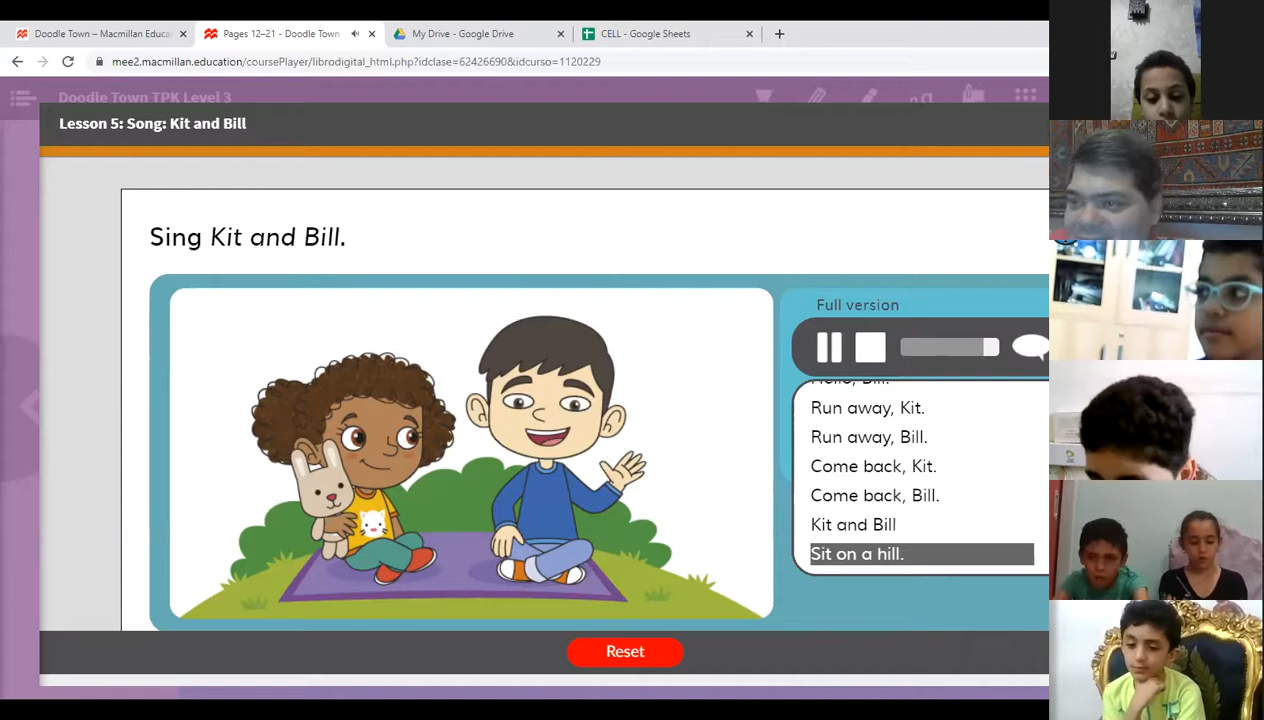 Doodle Town – Macmillan Educa
Pages 12–21 - Doodle Town
My Drive - Google Drive
CELL - Google Sheets
mee2.macmillan.education/coursePlayer/librodigital_html.php?idclase=62426690&idcurso=1120229
Doodle Town TPK Level 3
Lesson 5: Song: Kit and Bill
Sing Kit and Bill.
Full version
Hello, Bill.
Run away, Kit.
Run away, Bill.
Come back, Kit.
Come back, Bill.
Kit and Bill
Sit on a hill.
Reset